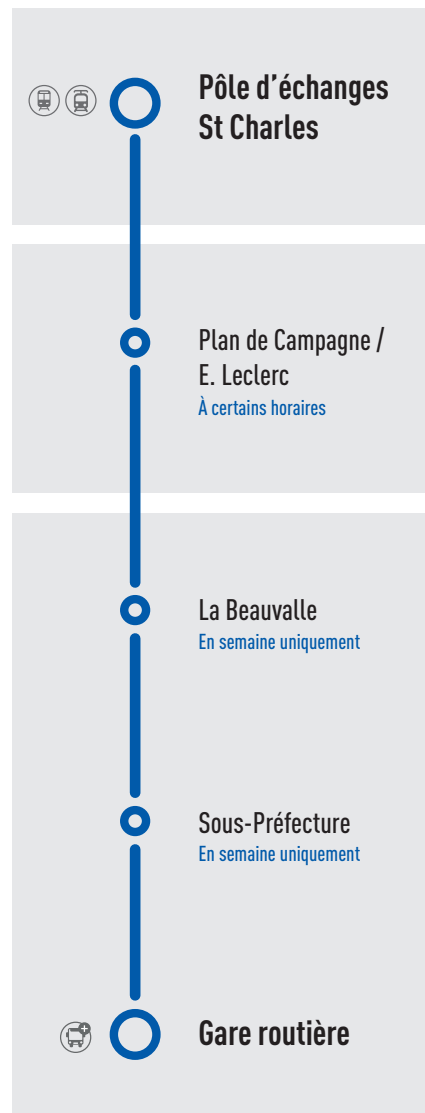 Pôle d’échanges
St Charles
Plan de Campagne /
E. Leclerc
À certains horaires
La Beauvalle
En semaine uniquement
Sous-Préfecture
En semaine uniquement
Gare routière